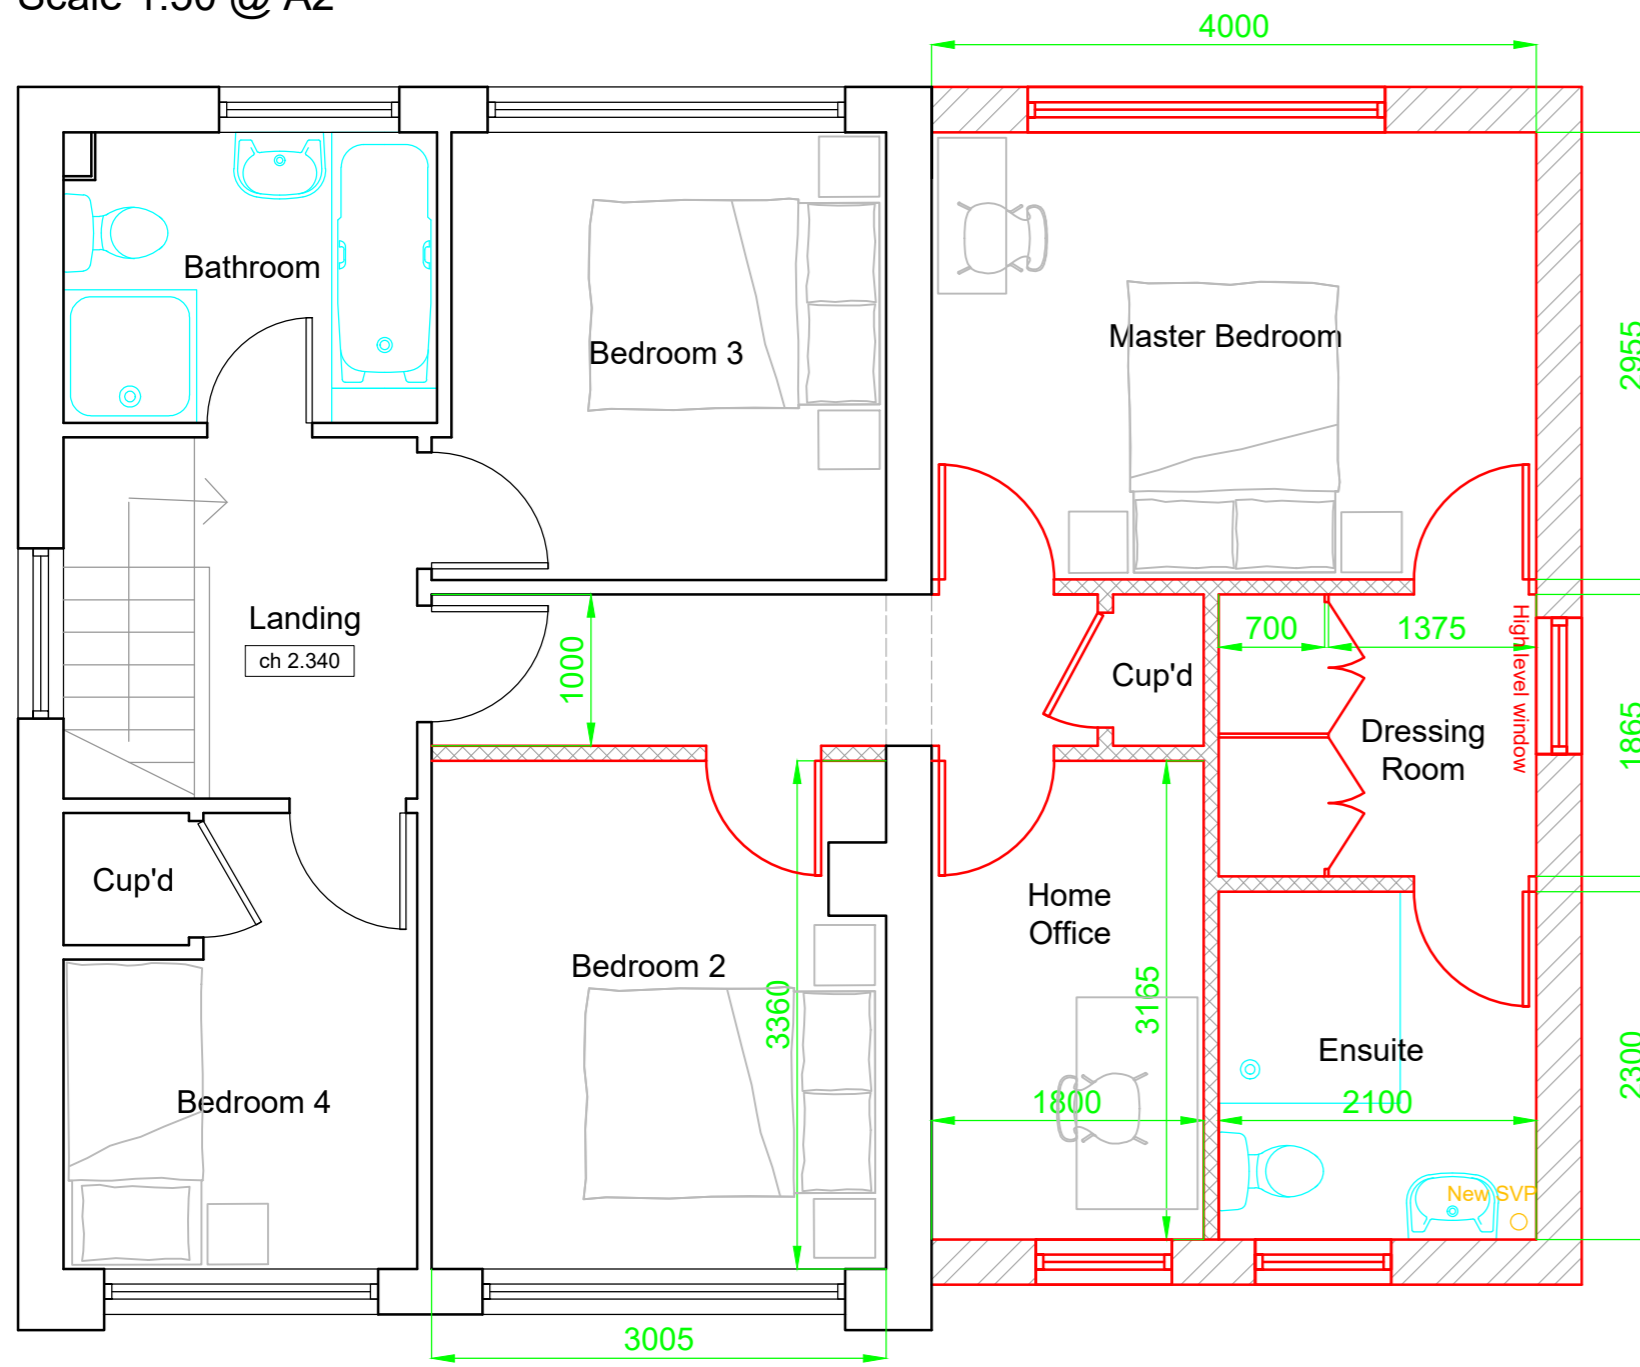 Scale 1:50 @ A2
4000
Bathroom
Bedroom 3
Master Bedroom
2955
Landing
ch 2.340
1000
Cup'd
700
1375
High level window
Dressing
Room
1865
Cup'd
Bedroom 2
3360
Home
Office
3165
Ensuite
2300
Bedroom 4
1800
2100
New SVP
3005